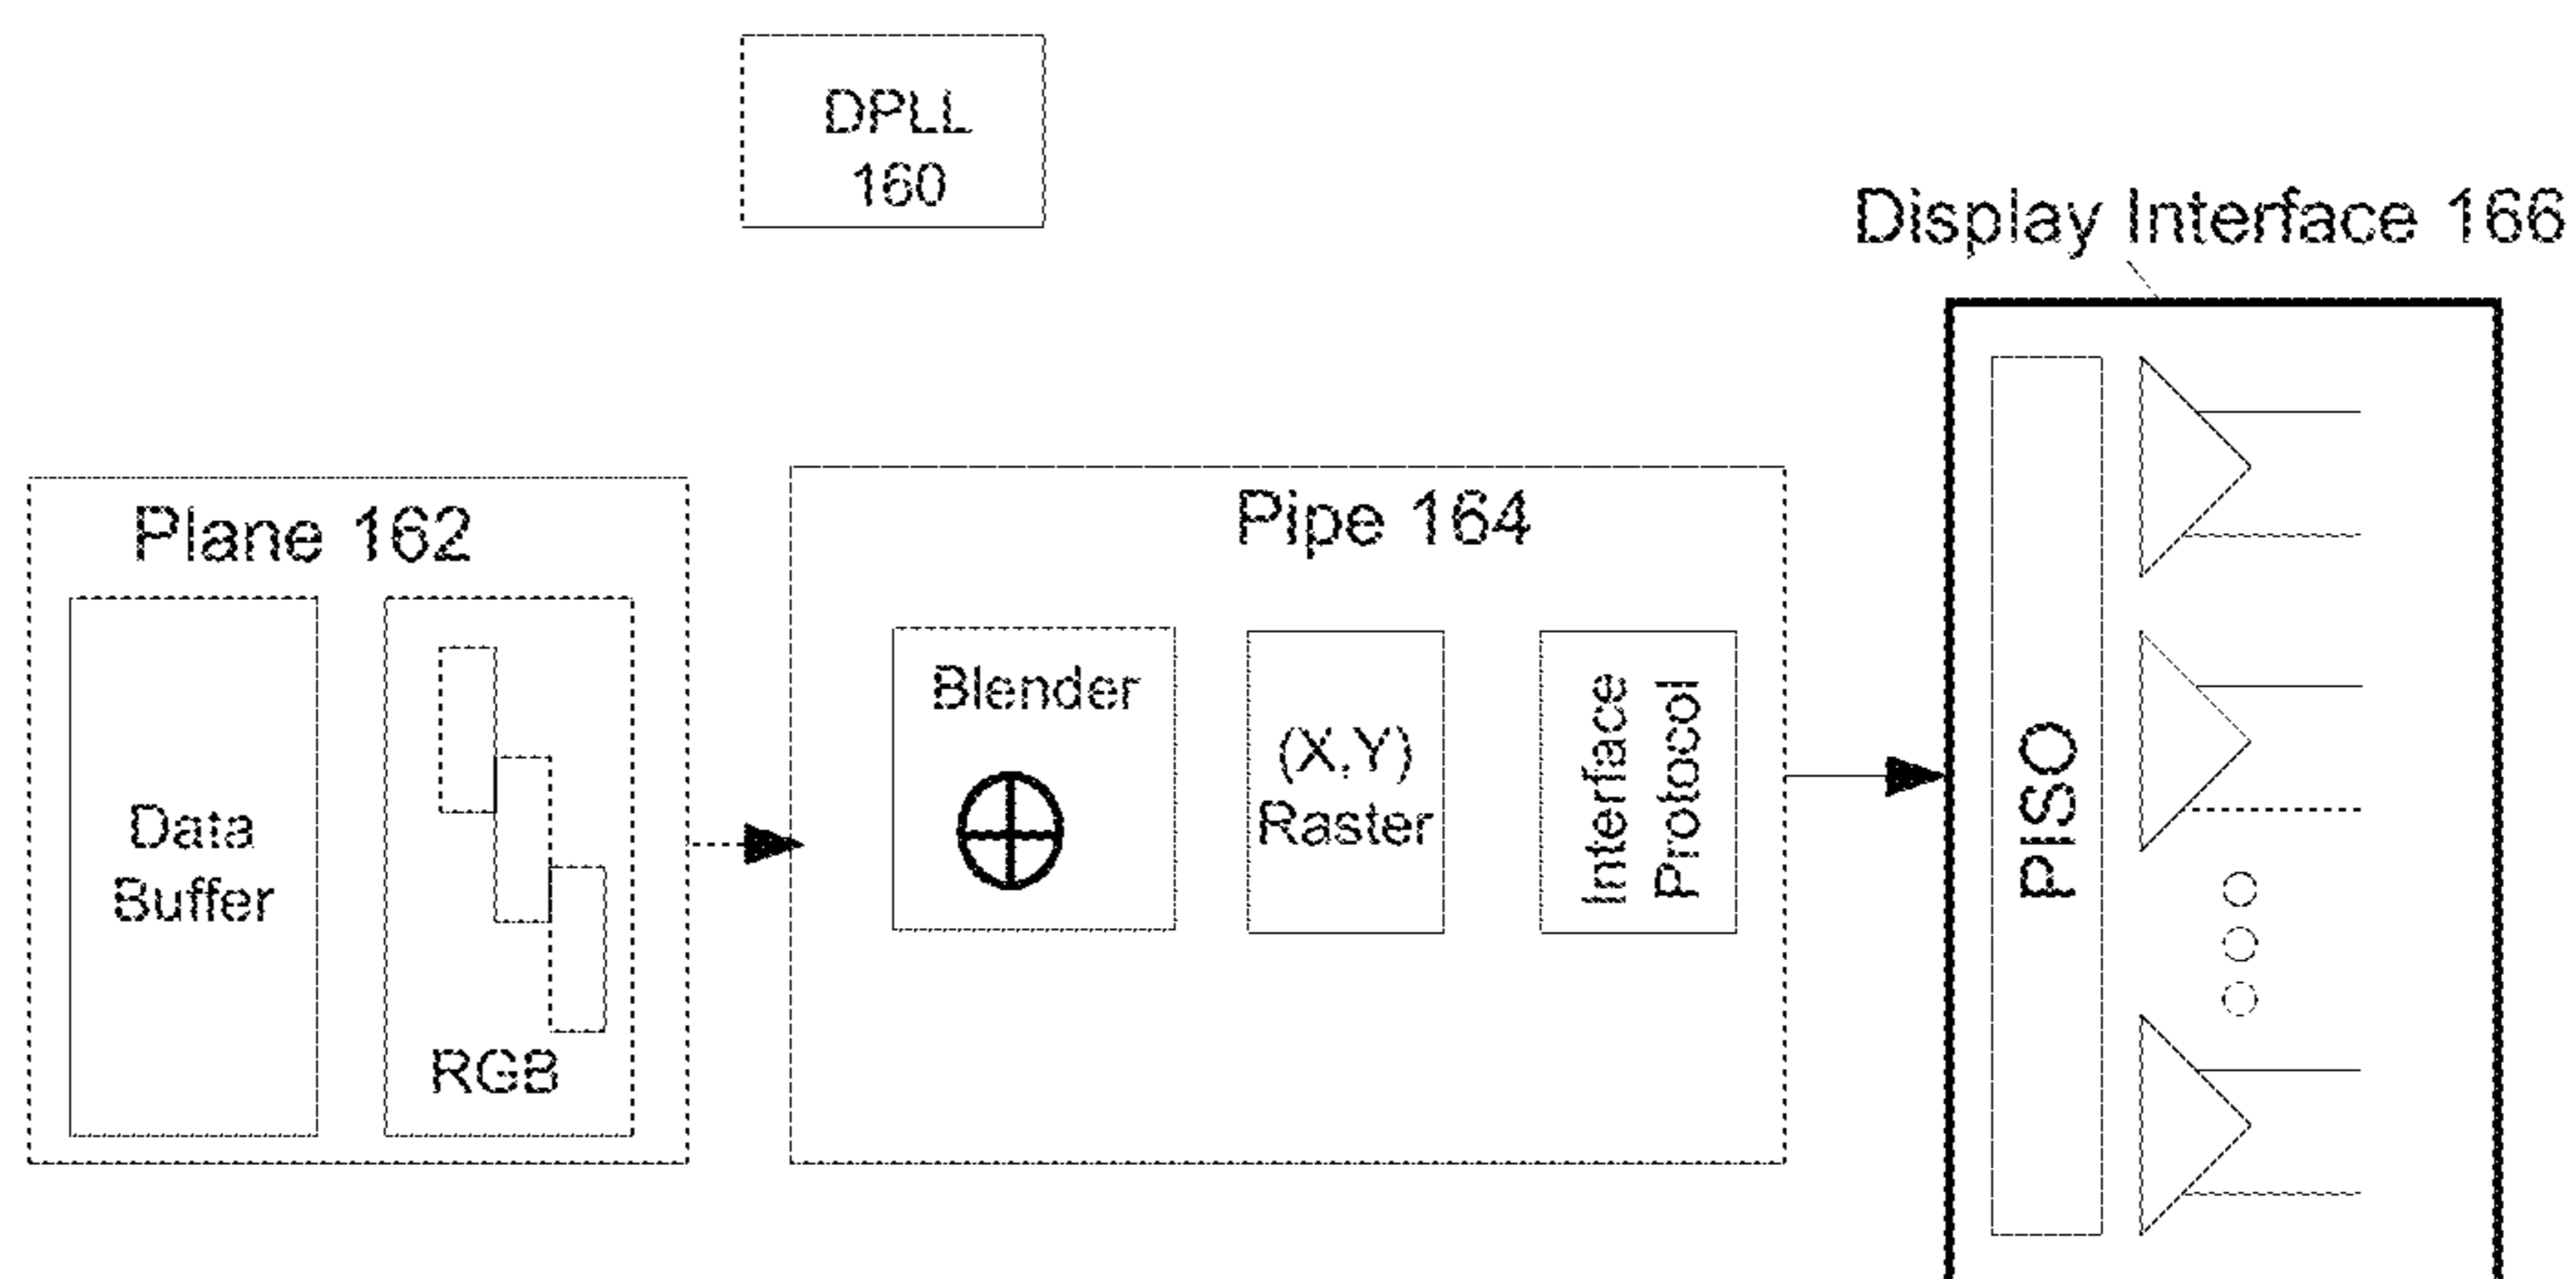 DPLL
160
Display Interface 166
Plane 162
Data
Buffer
RGB
Pipe 164
Blender
(X,Y)
Raster
Interface
Protocol
PISO